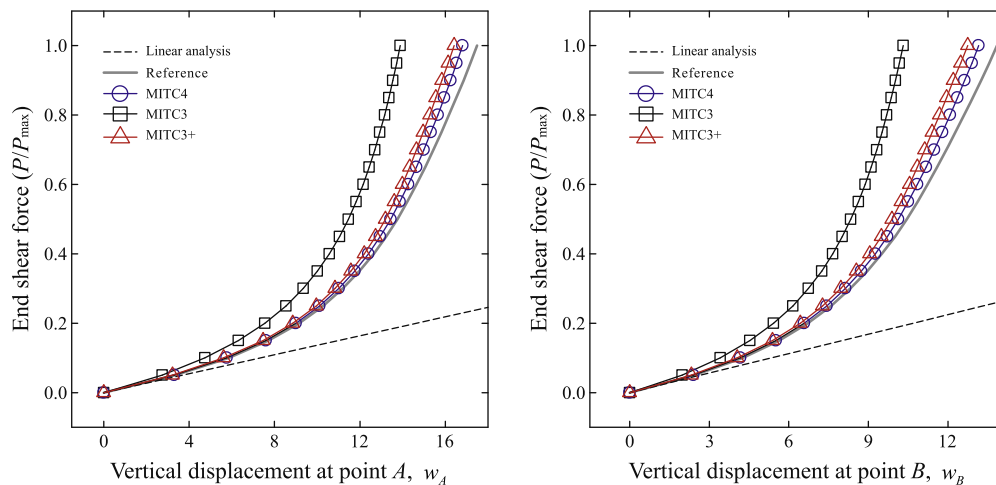 1.0
0.8
0.6
0.4
0.2
0.0
End shear force (P/Pmax)
Linear analysis
Reference
MITC4
MITC3
MITC3+
0 4 8 12 16
Vertical displacement at point A, wA
1.0
0.8
0.6
0.4
0.2
0.0
End shear force (P/Pmax)
Linear analysis
Reference
MITC4
MITC3
MITC3+
0 3 6 9 12
Vertical displacement at point B, wB